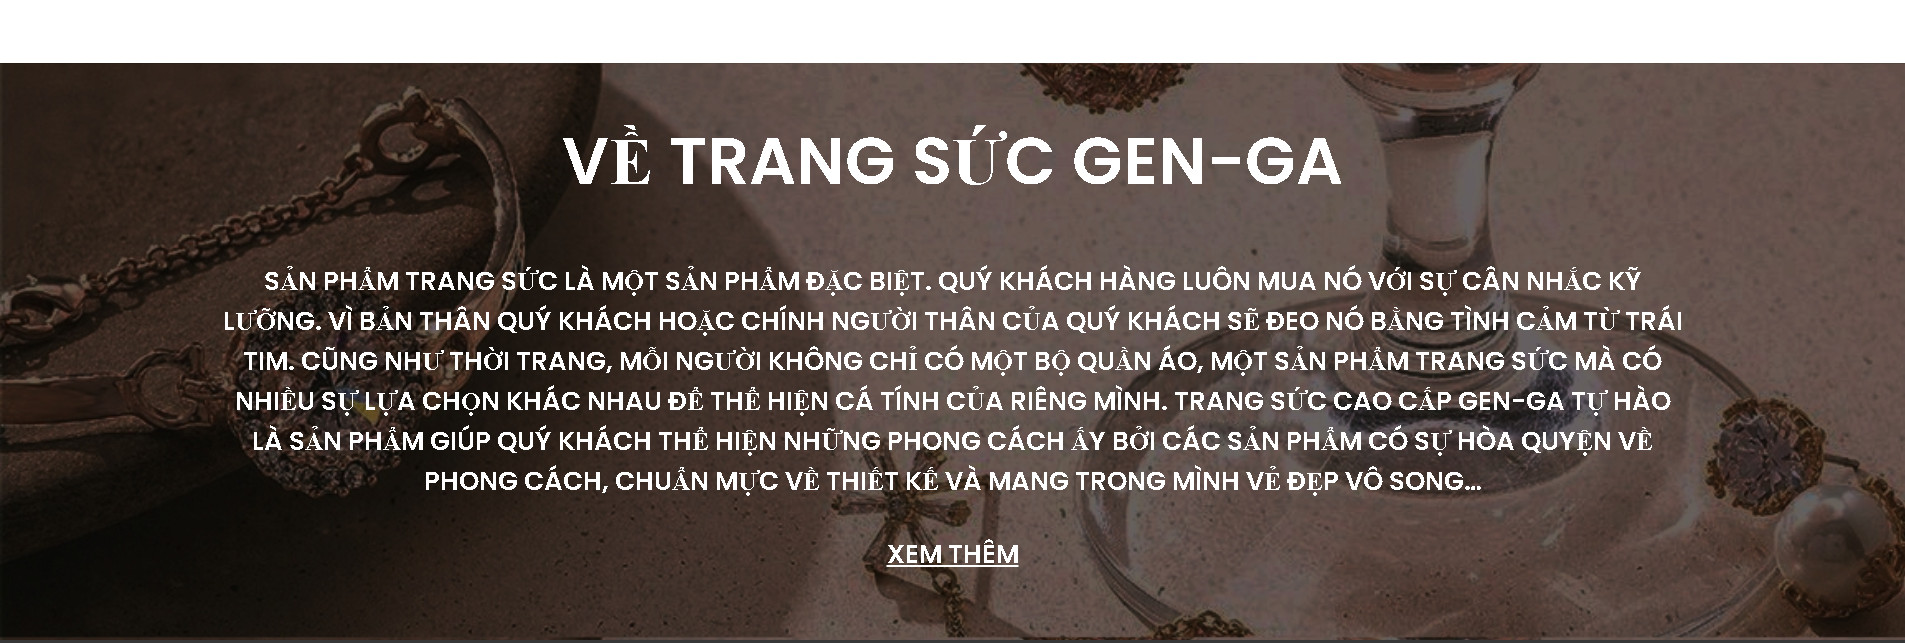 VỀ TRANG SỨC GEN-GA
SẢN PHẨM TRANG SỨC LÀ MỘT SẢN PHẨM ĐẶC BIỆT. QUÝ KHÁCH HÀNG LUÔN MUA NÓ VỚI SỰ CÂN NHẮC KỸ
LƯỠNG. VÌ BẢN THÂN QUÝ KHÁCH HOẶC CHÍNH NGƯỜI THÂN CỦA QUÝ KHÁCH SẼ ĐEO NÓ BẰNG TÌNH CẢM TỪ TRÁI
TIM. CŨNG NHƯ THỜI TRANG, MỖI NGƯỜI KHÔNG CHỈ CÓ MỘT BỘ QUẦN ÁO, MỘT SẢN PHẨM TRANG SỨC MÀ CÓ
NHIỀU SỰ LỰA CHỌN KHÁC NHAU ĐỂ THỂ HIỆN CÁ TÍNH CỦA RIÊNG MÌNH. TRANG SỨC CAO CẤP GEN-GA TỰ HÀO
LÀ SẢN PHẨM GIÚP QUÝ KHÁCH THỂ HIỆN NHỮNG PHONG CÁCH ẤY BỞI CÁC SẢN PHẨM CÓ SỰ HÒA QUYỆN VỀ
PHONG CÁCH, CHUẨN MỰC VỀ THIẾT KẾ VÀ MANG TRONG MÌNH VẺ ĐẸP VÔ SONG...
XEM THÊM